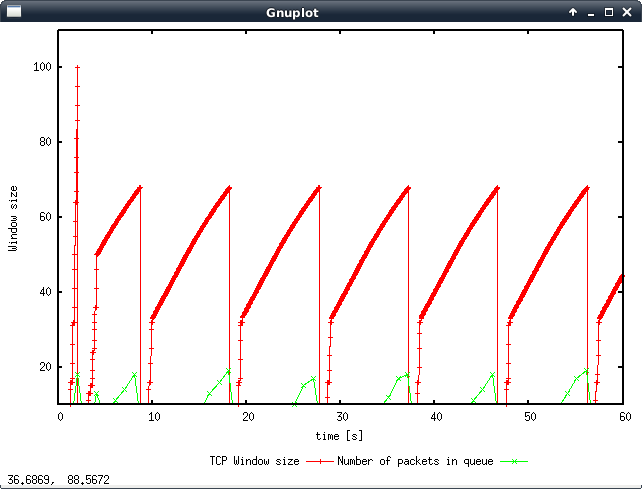 Gnuplot
100
80
60
40
20
Window size
0 10 20 30 40 50 60
time [s]
TCP Window size Number of packets in queue
36.6869, 88.5672